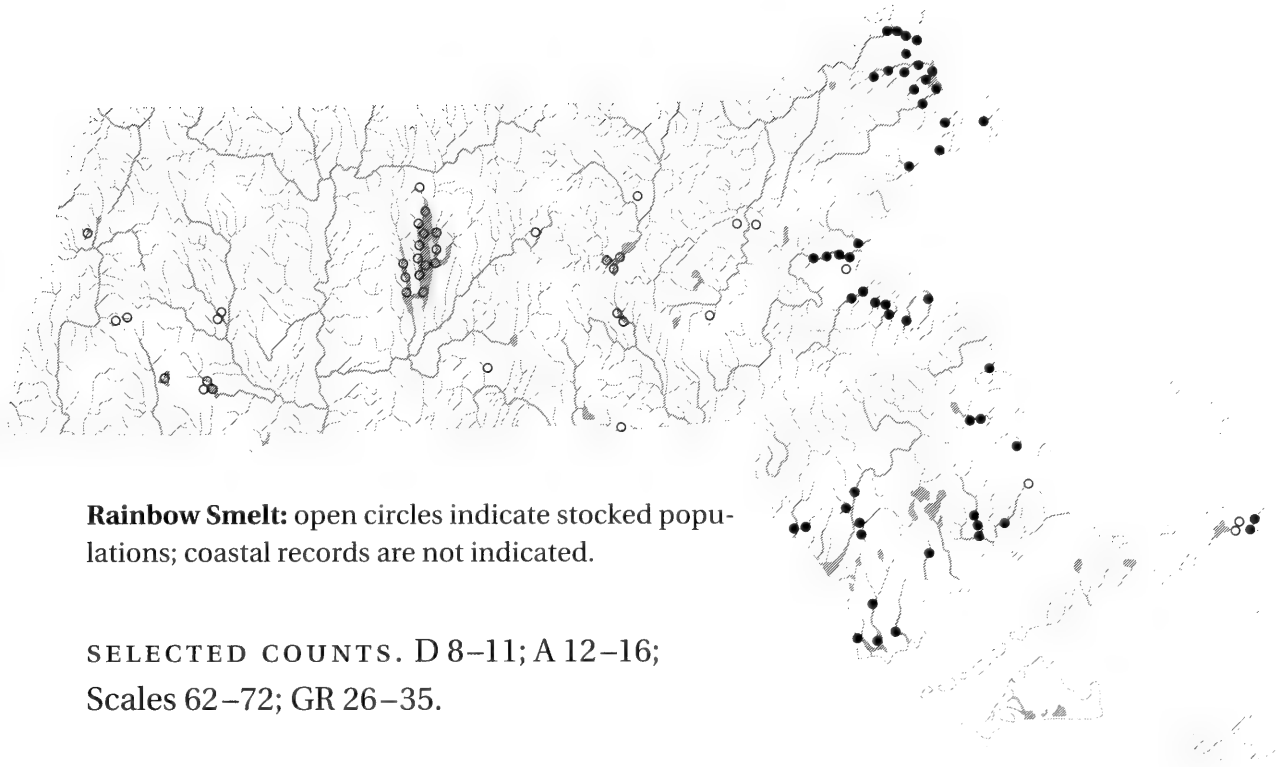 Rainbow Smelt: open circles indicate stocked popu-
lations; coastal records are not indicated.
SELECTED COUNTS. D 8–11; A 12–16;
Scales 62–72; GR 26–35.